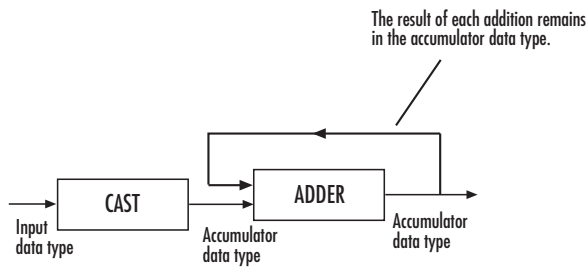 The result of each addition remains
in the accumulator data type.
CAST
ADDER
Input
data type
Accumulator
data type
Accumulator
data type